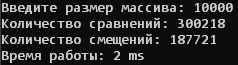 Введите размер массива: 10000
Количество сравнений: 300218
Количество смещений: 187721
Время работы: 2 ms